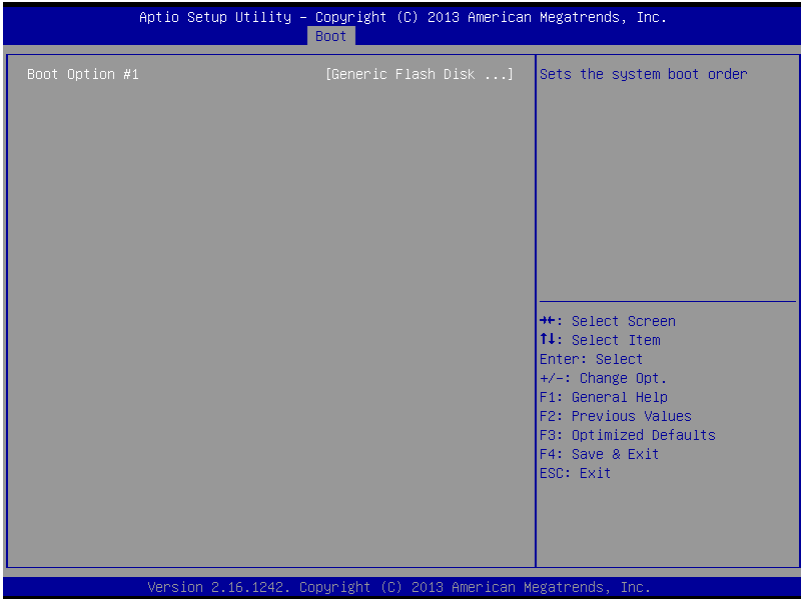 Aptio Setup Utility – Copyright (C) 2013 American Megatrends, Inc.
Boot
Boot Option #1 [Generic Flash Disk ...]
Sets the system boot order
→←: Select Screen
↑↓: Select Item
Enter: Select
+/-: Change Opt.
F1: General Help
F2: Previous Values
F3: Optimized Defaults
F4: Save & Exit
ESC: Exit
Version 2.16.1242. Copyright (C) 2013 American Megatrends, Inc.